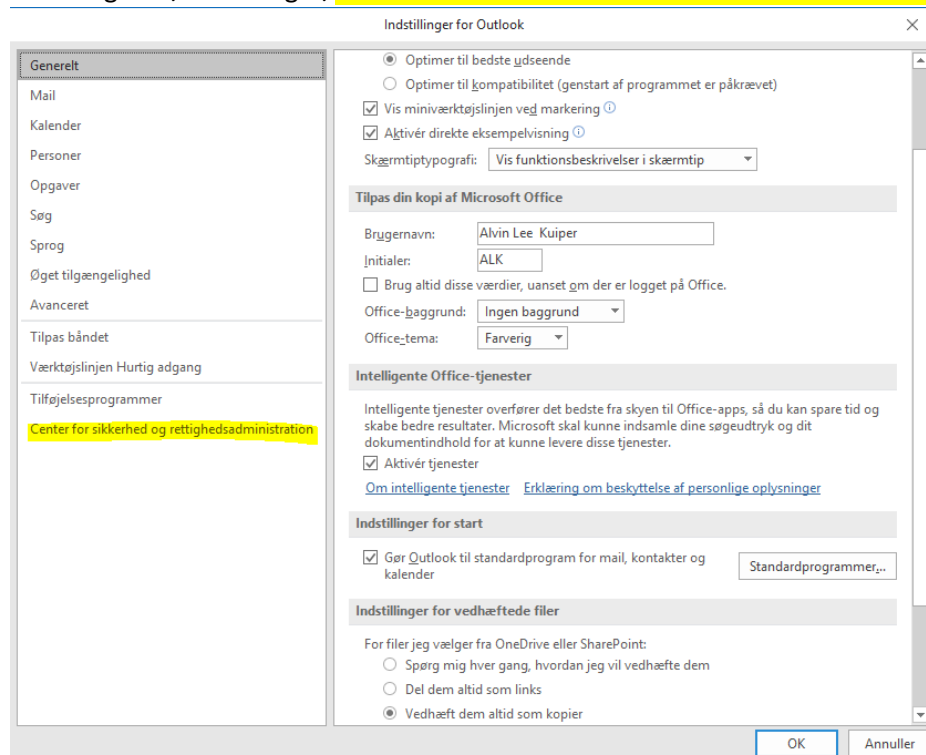 Indstillinger for Outlook
Generelt
Mail
Kalender
Personer
Opgaver
Søg
Sprog
Øget tilgængelighed
Avanceret
Tilpas båndet
Værktøjslinjen Hurtig adgang
Tilføjelsesprogrammer
Center for sikkerhed og rettighedsadministration
Optimer til bedste udseende
Optimer til kompatibilitet (genstart af programmet er påkrævet)
Vis miniværktøjslinjen ved markering
Aktivér direkte eksempelvisning
Skærmtiptypografi: Vis funktionsbeskrivelser i skærmtip
Tilpas din kopi af Microsoft Office
Brugernavn: Alvin Lee Kuiper
Initialer: ALK
Brug altid disse værdier, uanset om der er logget på Office.
Office-baggrund: Ingen baggrund
Office-tema: Farverig
Intelligente Office-tjenester
Intelligente tjenester overfører det bedste fra skyen til Office-apps, så du kan spare tid og
skabe bedre resultater. Microsoft skal kunne indsamle dine søgeudtryk og dit
dokumentindhold for at kunne levere disse tjenester.
Aktivér tjenester
Om intelligente tjenester Erklæring om beskyttelse af personlige oplysninger
Indstillinger for start
Gør Outlook til standardprogram for mail, kontakter og
kalender
Standardprogrammer...
Indstillinger for vedhæftede filer
For filer jeg vælger fra OneDrive eller SharePoint:
Spørg mig hver gang, hvordan jeg vil vedhæfte dem
Del dem altid som links
Vedhæft dem altid som kopier
OK Annuller